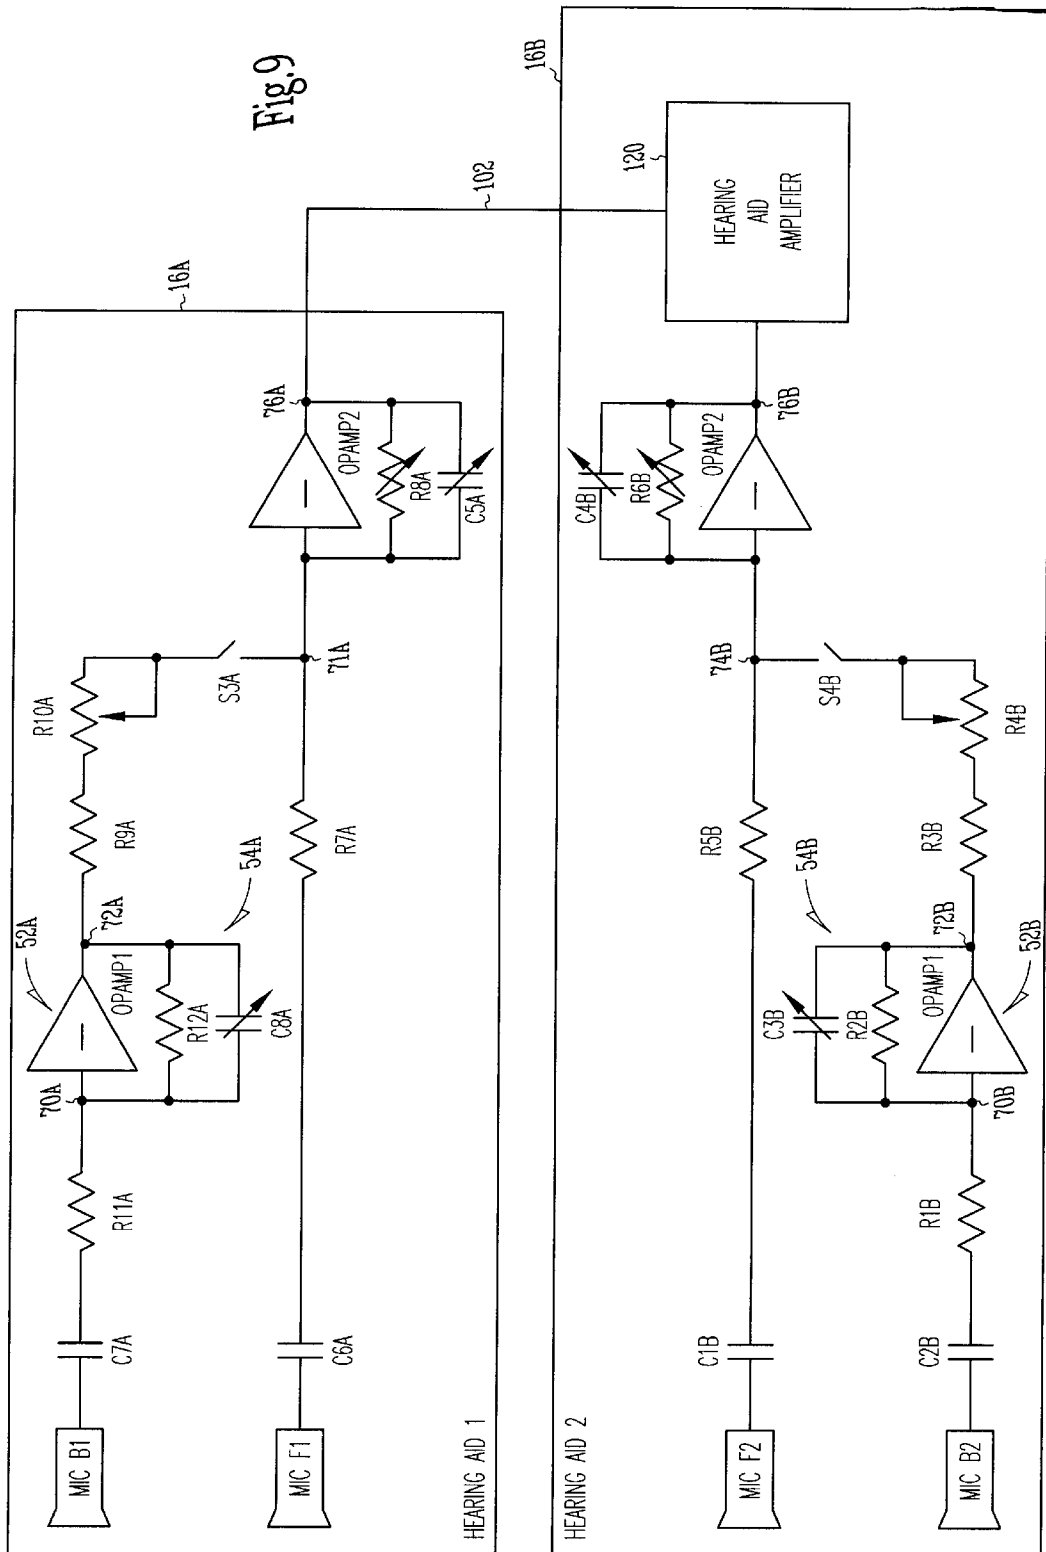 Fig.9
16A
HEARING AID 1
MIC B1
C7A
R11A
70A
52A
OPAMP1
72A
R12A
C8A
54A
R9A
R10A
S3A
MIC F1
C6A
R7A
71A
OPAMP2
76A
R8A
C5A
102
16B
HEARING AID 2
MIC F2
C1B
R5B
74B
C4B
R6B
OPAMP2
76B
120
HEARING
AID
AMPLIFIER
S4B
MIC B2
C2B
R1B
70B
C3B
R2B
OPAMP1
72B
52B
54B
R3B
R4B